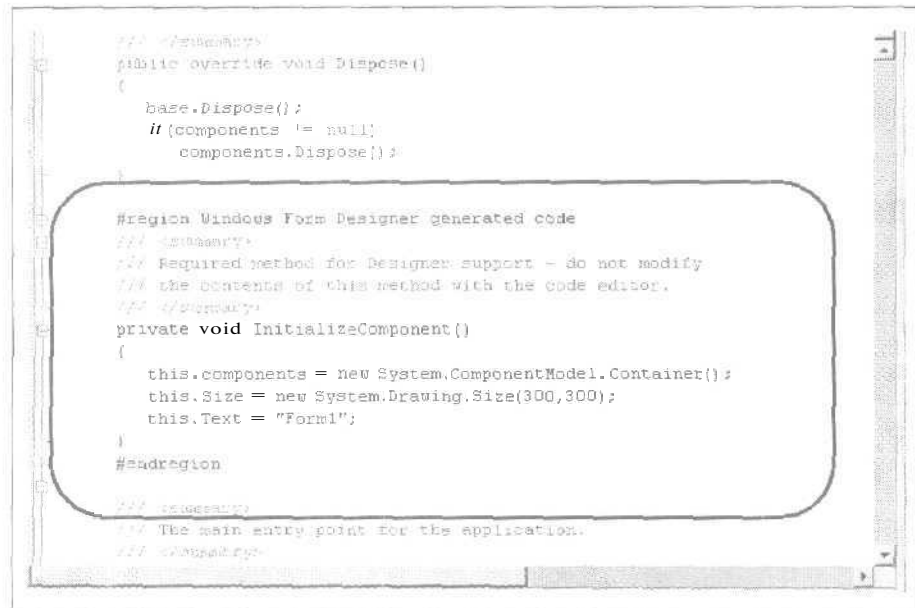 /// </summary>
public override void Dispose()
{
base.Dispose();
it(components != null)
components.Dispose();
}
#region Windows Form Designer generated code
/// <summary>
/// Required method for Designer support - do not modify
/// the contents of this method with the code editor.
/// </summary>
private void InitializeComponent()
{
this.components = new System.ComponentModel.Container();
this.Size = new System.Drawing.Size(300,300);
this.Text = "Form1";
}
#endregion
/// <summary>
/// The main entry point for the application.
/// </summary>